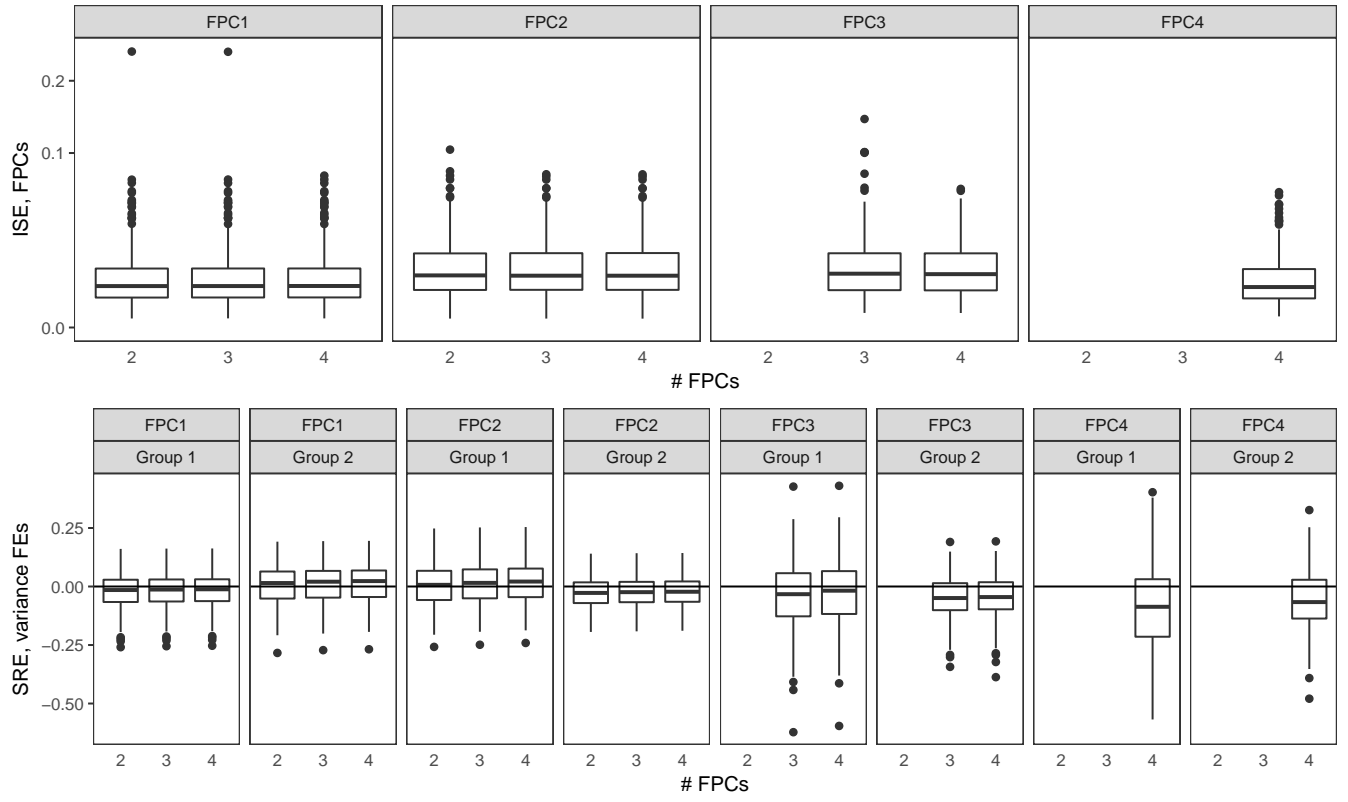 FPC1 FPC2 FPC3 FPC4
0.2
0.1
0.0
ISE, FPCs
2 3 4 2 3 4 2 3 4 2 3 4
# FPCs
FPC1 FPC1 FPC2 FPC2 FPC3 FPC3 FPC4 FPC4
Group 1 Group 2 Group 1 Group 2 Group 1 Group 2 Group 1 Group 2
0.25
0.00
−0.25
−0.50
SRE, variance FEs
2 3 4 2 3 4 2 3 4 2 3 4 2 3 4 2 3 4 2 3 4 2 3 4
# FPCs